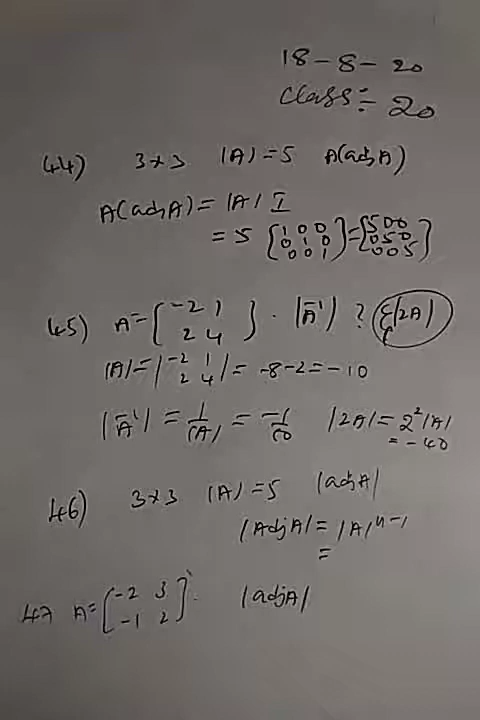 18-8-20
Class:- 20
44) 3×3 |A|=5 A(adjA)
A(adjA) = |A| I
= 5 [1 0 0 0 1 0 0 0 1] = [5 0 0 0 5 0 0 0 5]
45) A = [-2 1 2 4] . |A⁻¹| ? & |2A|
|A| = |-2 1 2 4| = -8-2 = -10
|A⁻¹| = 1/|A| = -1/10 |2A| = 2²|A|
= -40
46) 3×3 |A|=5 |adjA|
|AdjA| = |A|ⁿ⁻¹
=
47 A = [-2 3 -1 2] . |adjA|